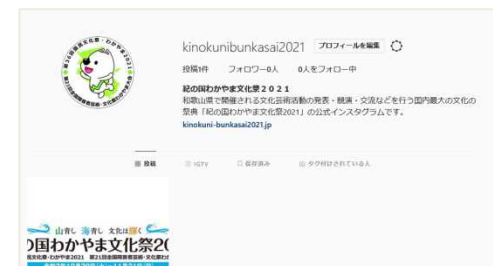 kinokunibunkasai2021 プロフィールを編集
投稿1件 フォロワー0人 0人をフォロー中
紀の国わかやま文化祭2021
和歌山県で開催される文化芸術活動の発表・競演・交流などを行う国内最大の文化の
祭典「紀の国わかやま文化祭2021」の公式インスタグラムです。
kinokuni-bunkasai2021.jp
投稿 IGTV 保存済み タグ付けされている人
山青し 海青し 文化は輝く
の国わかやま文化祭20